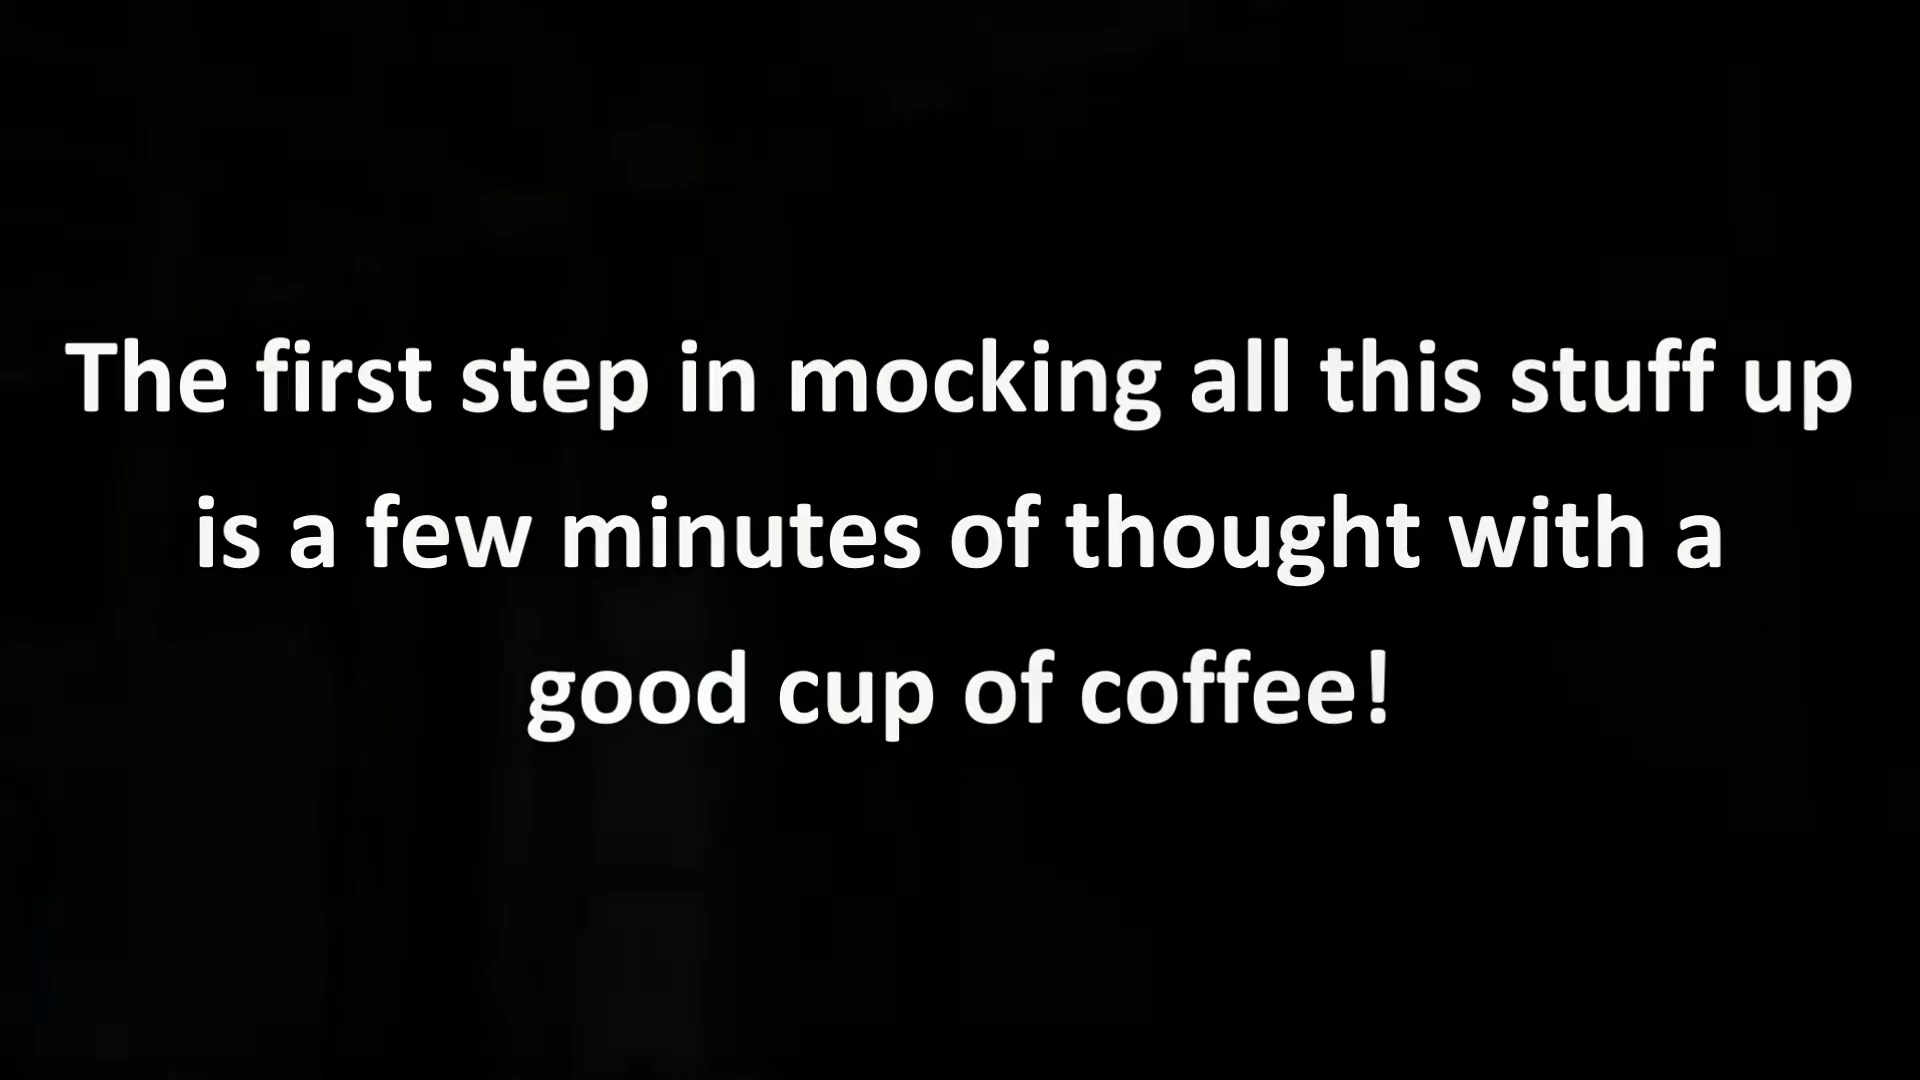 The first step in mocking all this stuff up
is a few minutes of thought with a
good cup of coffee!